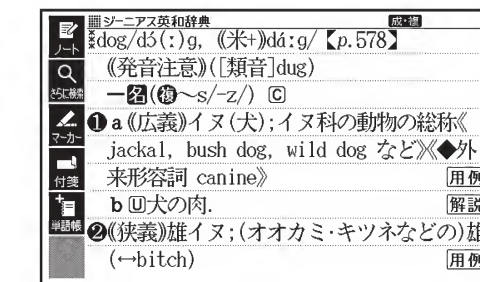 ジーニアス英和辞典 成･複
ノート
さらに検索
マーカー
付箋
単語帳
⁑dog/dɔ́(ː)g, ((米+))dáːg/【p.578】
((発音注意))([類音]dug)
━名(複〜s/-z/) C
❶ a ((広義))イヌ(犬);イヌ科の動物の総称《
jackal, bush dog, wild dog など》《◆外
来形容詞 canine》 用例
b U犬の肉. 解説
❷((狭義))雄イヌ;(オオカミ・キツネなどの)雄
(↔bitch) 用例